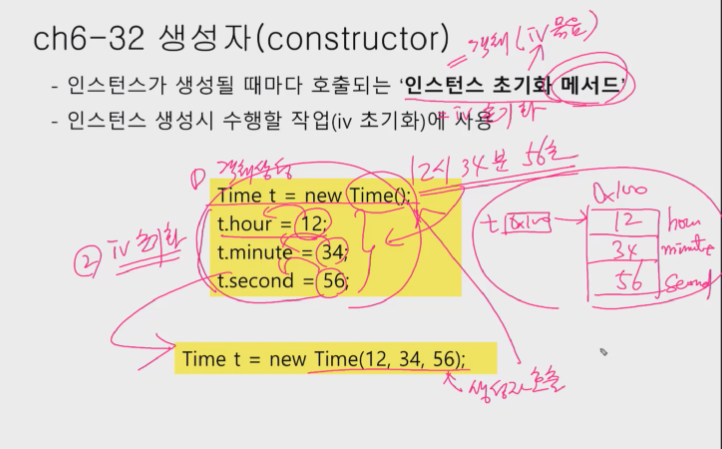 ch6-32 생성자(constructor)
= 객체(iv묶음)
- 인스턴스가 생성될 때마다 호출되는 '인스턴스 초기화 메서드'
= iv 초기화
- 인스턴스 생성시 수행할 작업(iv 초기화)에 사용
① 객체생성
12시 34분 56초
Time t = new Time();
t.hour = 12;
t.minute = 34;
t.second = 56;
② iv 초기화
0x100
t 0x100
12 hour
34 minute
56 second
Time t = new Time(12, 34, 56);
생성자 호출